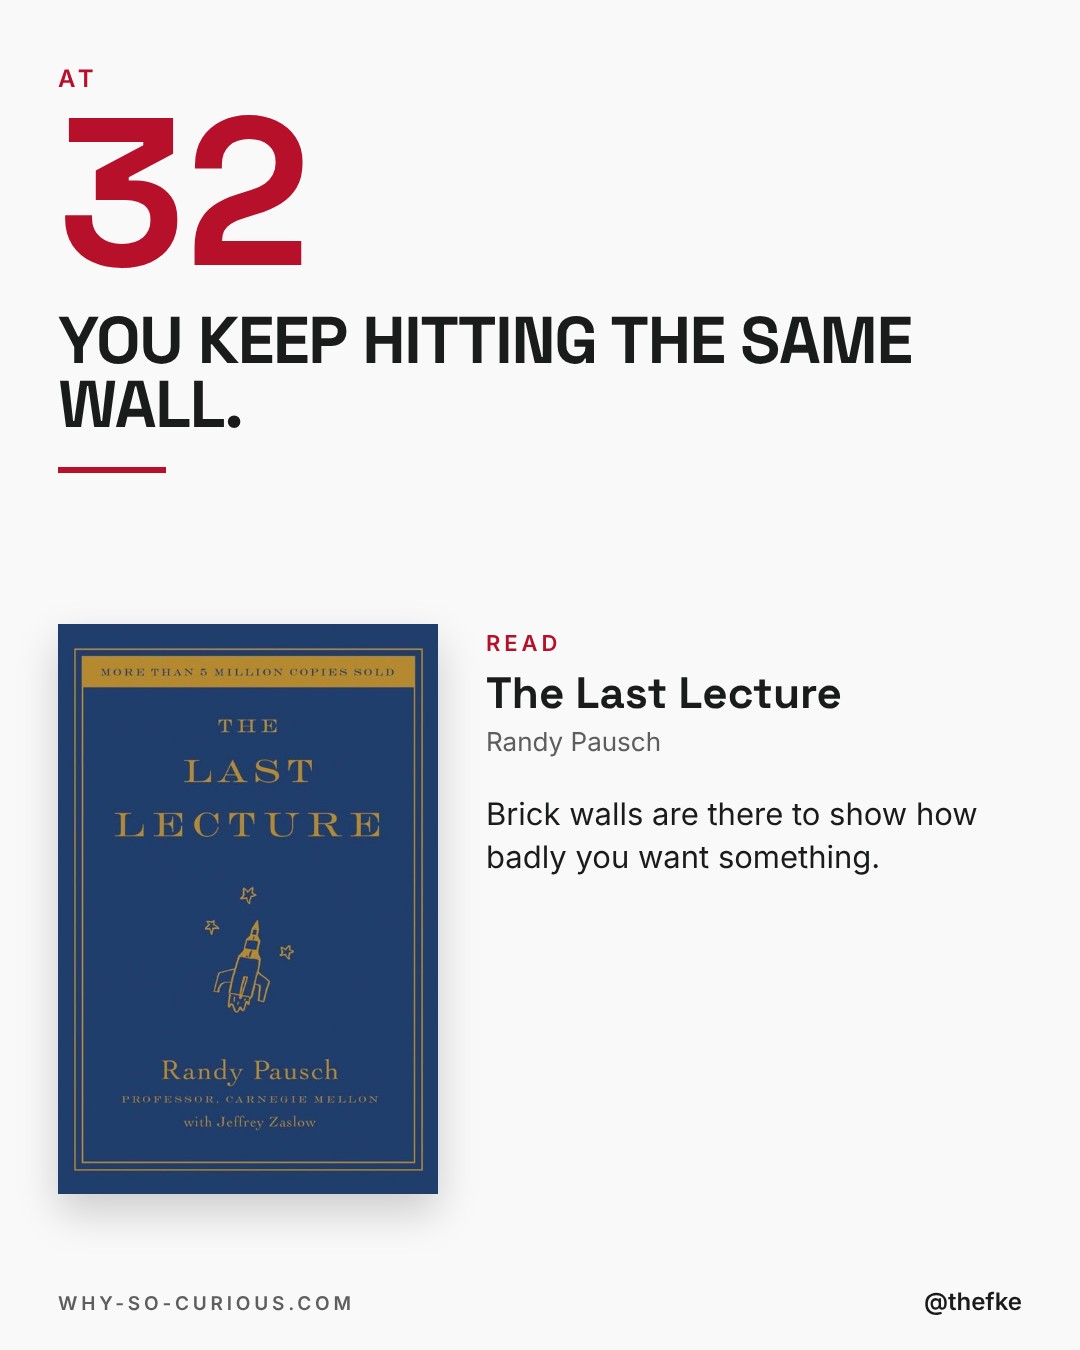 AT
32
YOU KEEP HITTING THE SAME
WALL.
MORE THAN 5 MILLION COPIES SOLD
THE
LAST
LECTURE
Randy Pausch
PROFESSOR, CARNEGIE MELLON
with Jeffrey Zaslow
READ
The Last Lecture
Randy Pausch
Brick walls are there to show how
badly you want something.
WHY-SO-CURIOUS.COM
@thefke